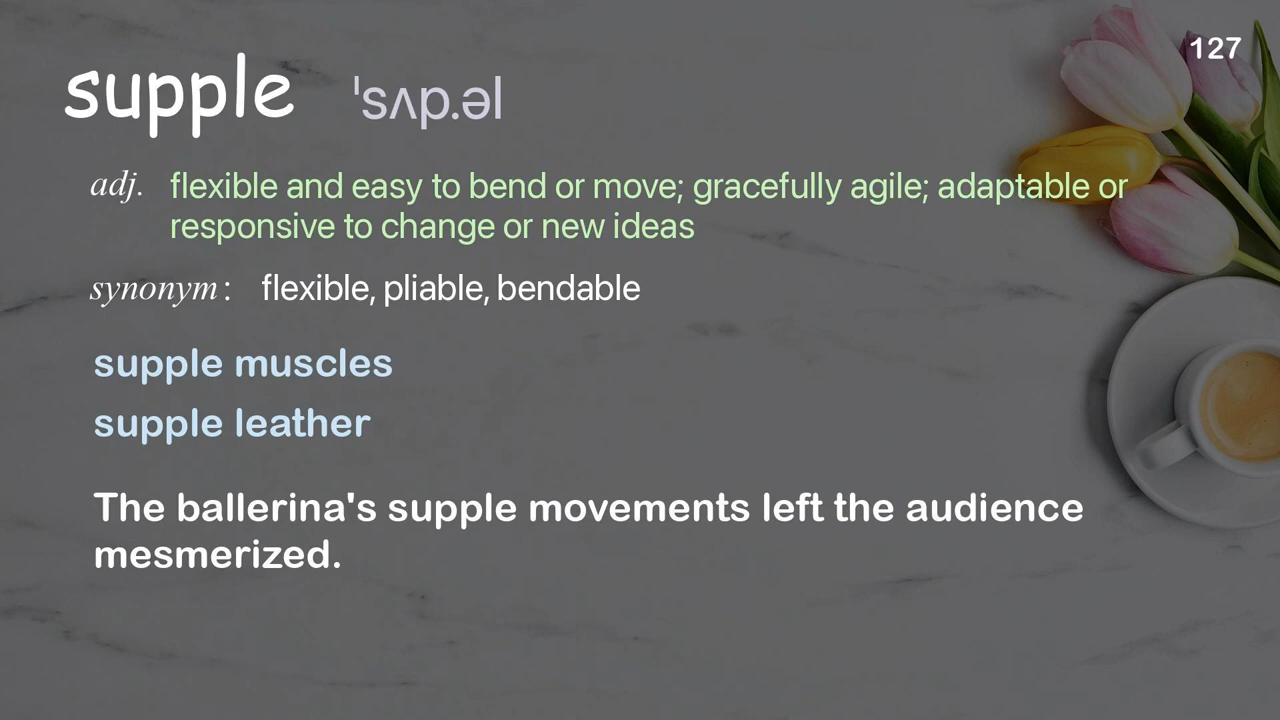 127
supple ˈsʌp.əl
adj. flexible and easy to bend or move; gracefully agile; adaptable or
responsive to change or new ideas
synonym: flexible, pliable, bendable
supple muscles
supple leather
The ballerina's supple movements left the audience
mesmerized.